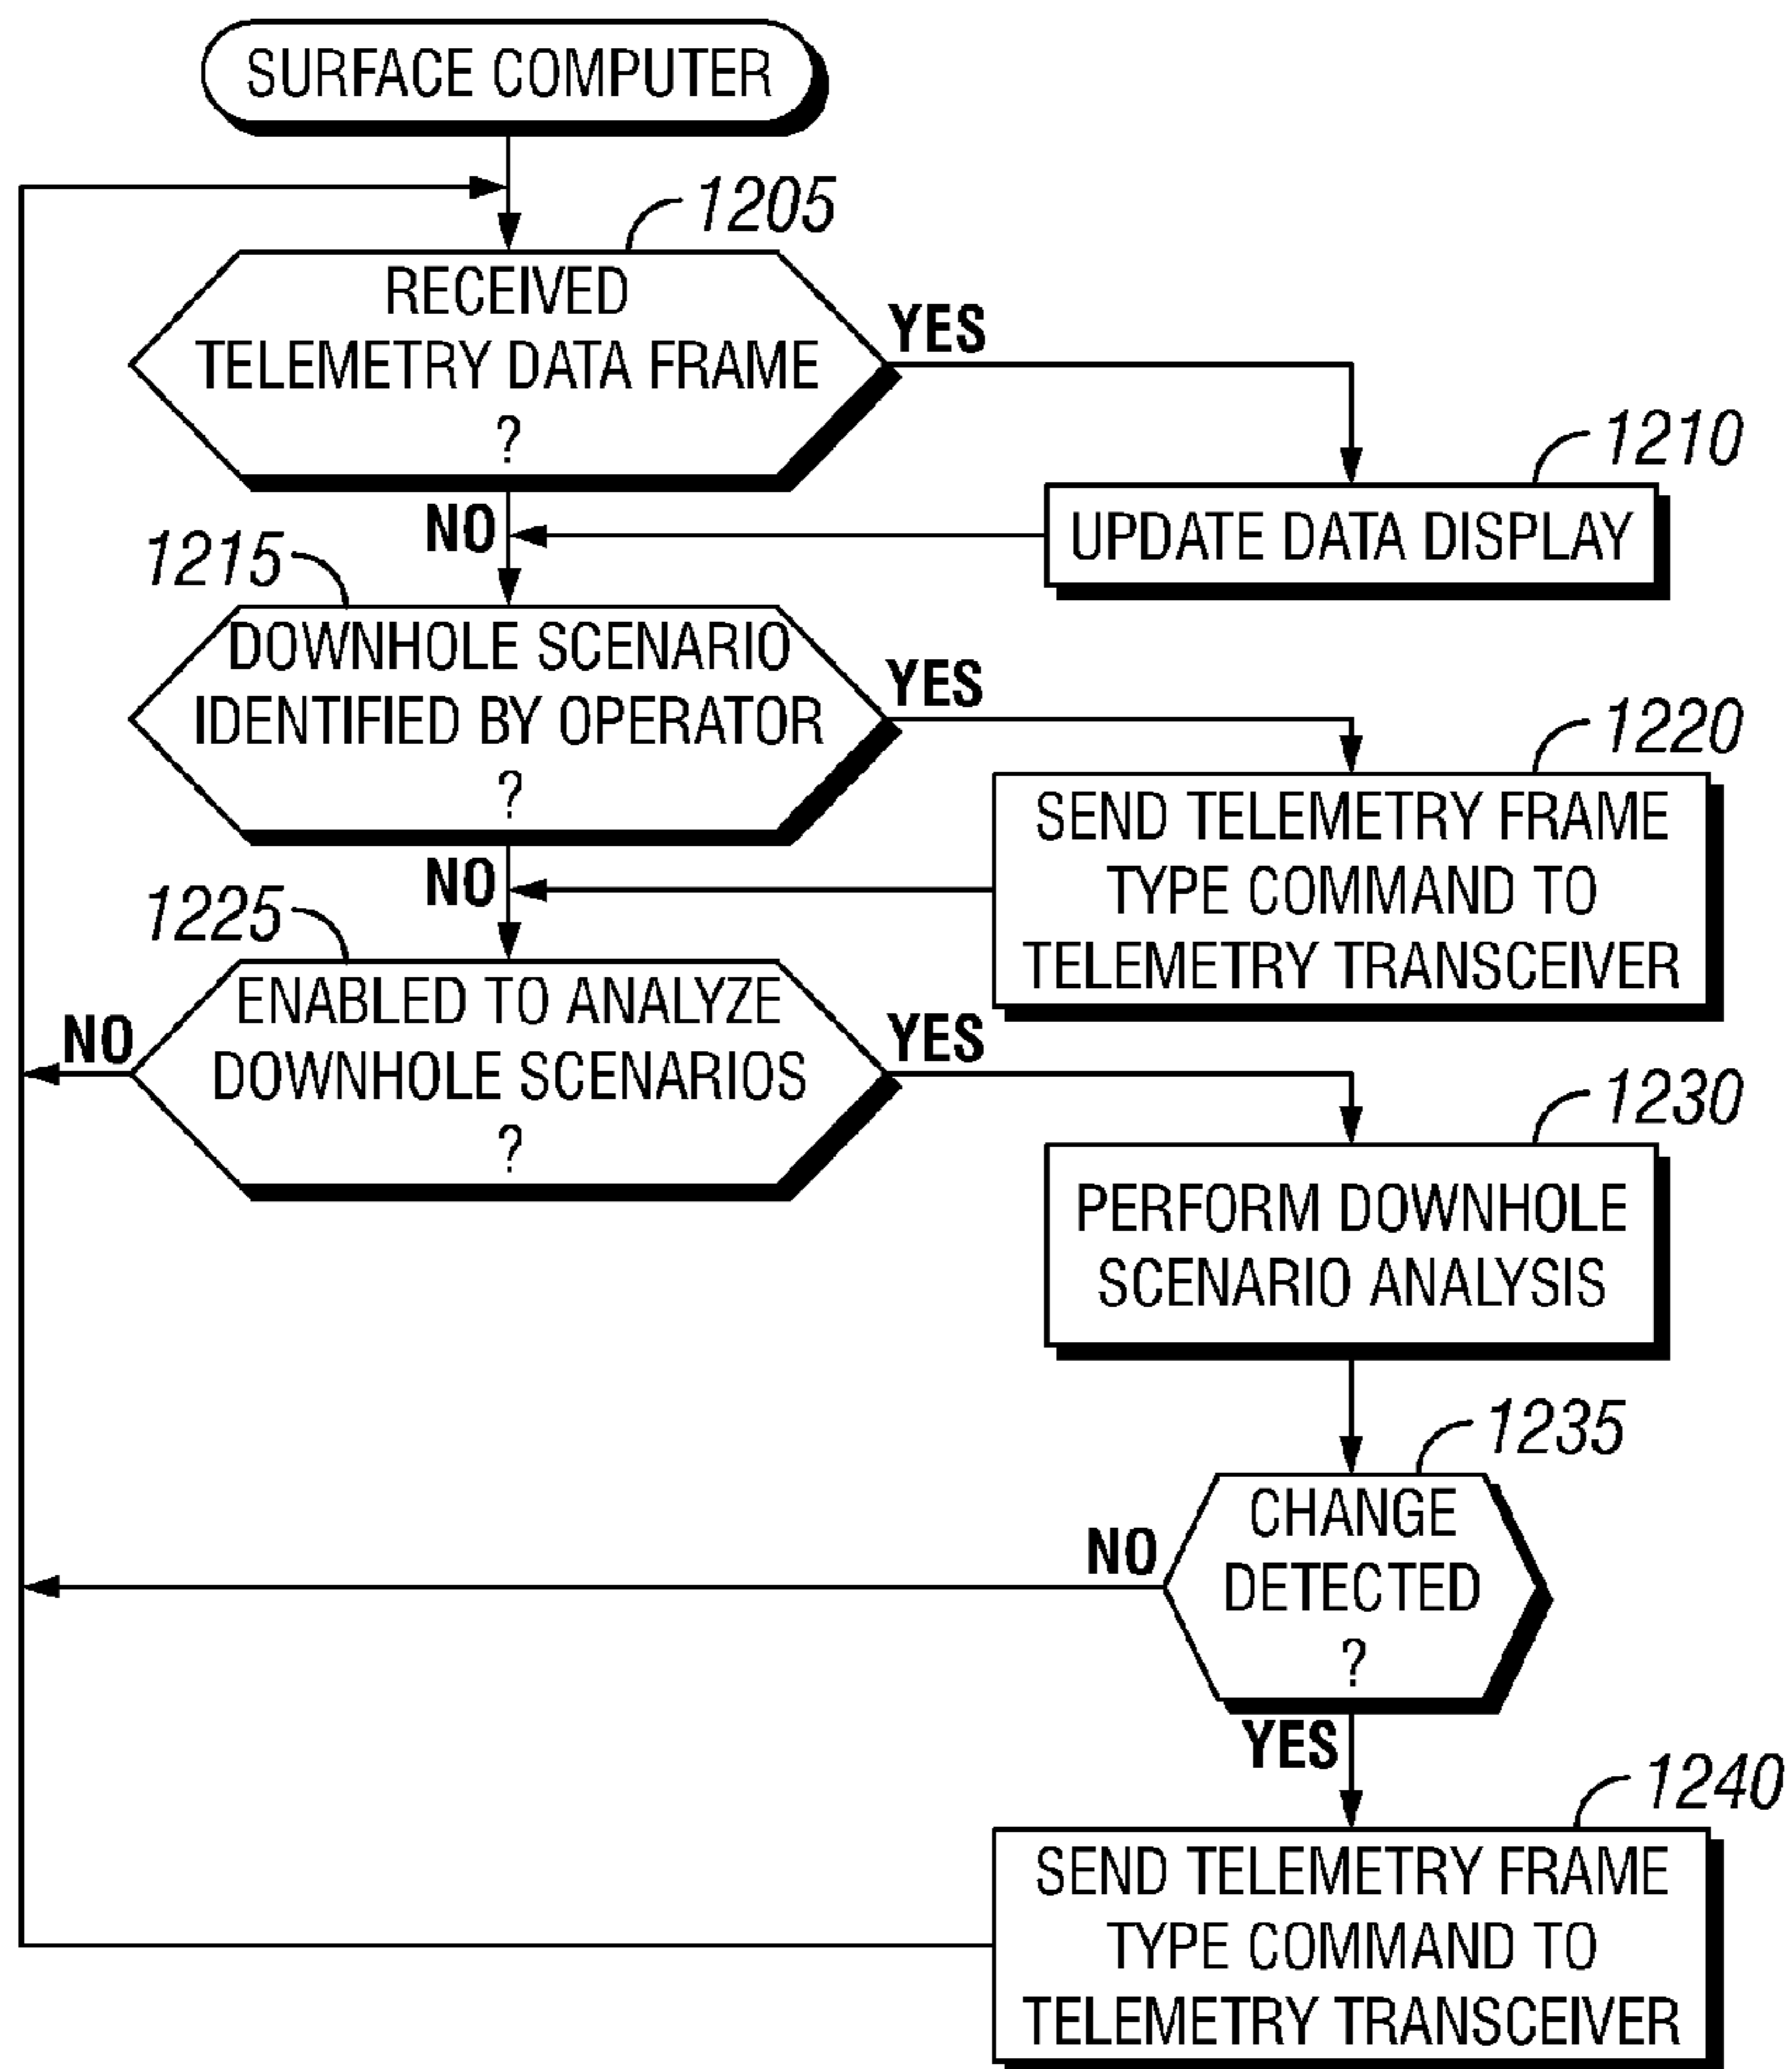 SURFACE COMPUTER
1205
RECEIVED
TELEMETRY DATA FRAME
?
YES
NO
1210
UPDATE DATA DISPLAY
1215
DOWNHOLE SCENARIO
IDENTIFIED BY OPERATOR
?
YES
NO
1220
SEND TELEMETRY FRAME
TYPE COMMAND TO
TELEMETRY TRANSCEIVER
1225
ENABLED TO ANALYZE
DOWNHOLE SCENARIOS
?
NO
YES
1230
PERFORM DOWNHOLE
SCENARIO ANALYSIS
1235
CHANGE
DETECTED
?
NO
YES
1240
SEND TELEMETRY FRAME
TYPE COMMAND TO
TELEMETRY TRANSCEIVER